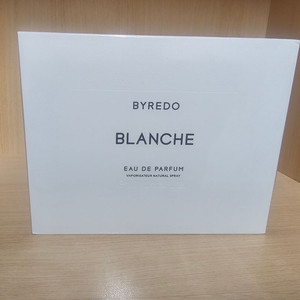 BYREDO
BLANCHE
EAU DE PARFUM
VAPORISATEUR NATURAL SPRAY